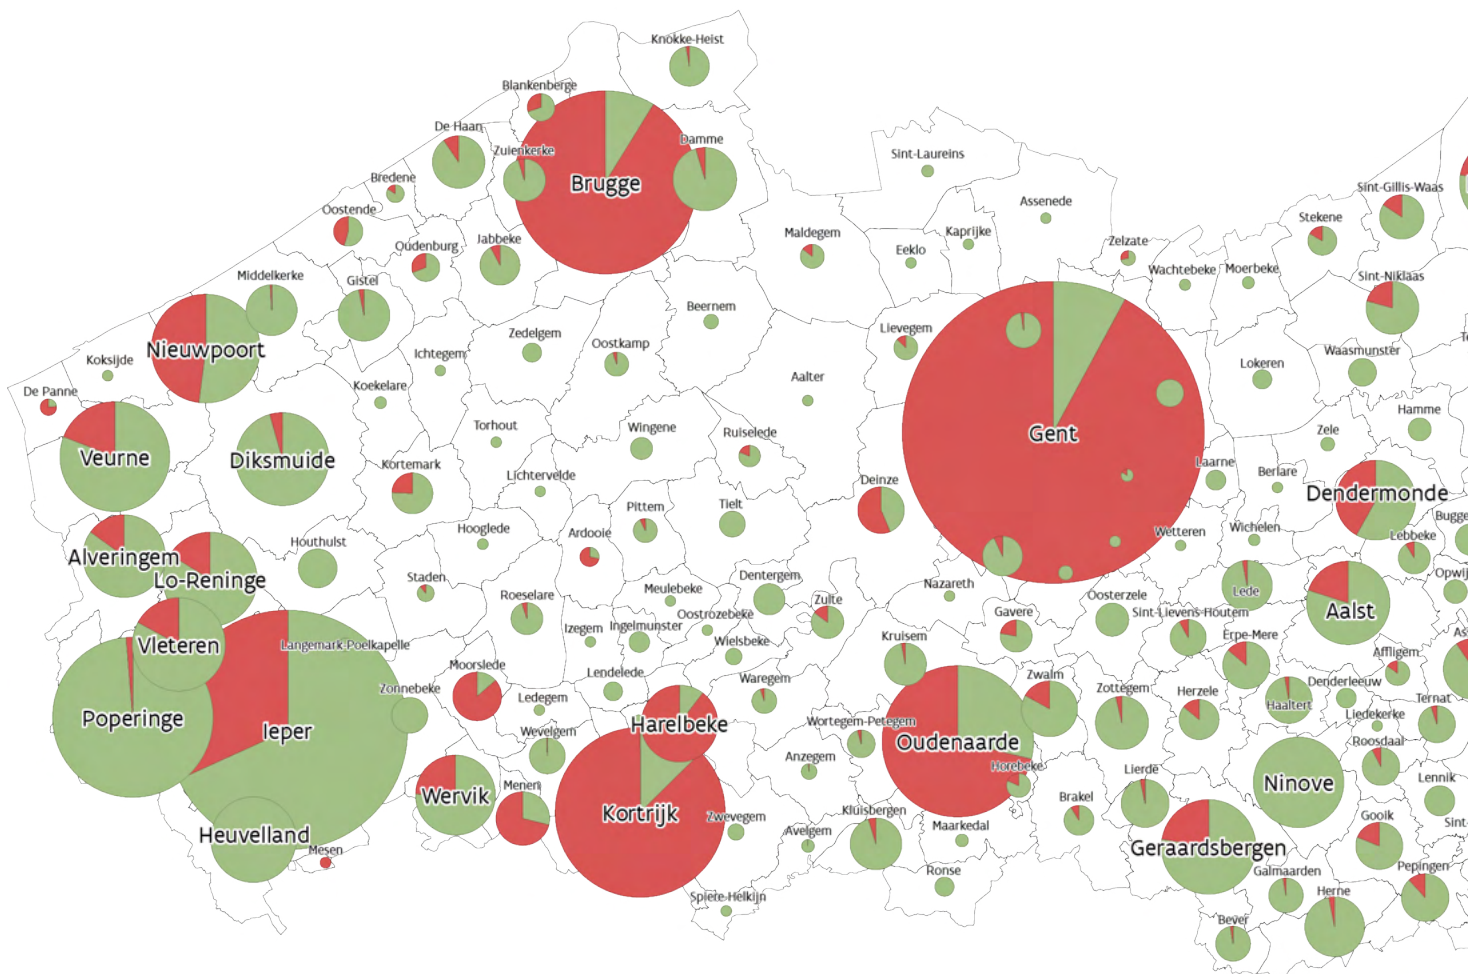 Knokke-Heist
Blankenberge
De Haan
Zuienkerke
Damme
Brugge
Sint-Laureins
Bredene
Sint-Gillis-Waas
Oostende
Assenede
Stekene
Maldegem
Kaprijke
Oudenburg
Jabbeke
Zelzate
Eeklo
Wachtebeke
Moerbeke
Middelkerke
Gistel
Sint-Niklaas
Beernem
Lievegem
Zedelgem
Oostkamp
Nieuwpoort
Ichtegem
Waasmunster
Koksijde
Lokeren
Aalter
Koekelare
De Panne
Hamme
Torhout
Wingene
Ruiselede
Gent
Zele
Veurne
Diksmuide
Kortemark
Laarne
Lichtervelde
Deinze
Berlare
Dendermonde
Pittem
Tielt
Hooglede
Ardooie
Wetteren
Wichelen
Lebbeke
Houthulst
Alveringem
Lo-Reninge
Staden
Dentergem
Nazareth
Meulebeke
Roeselare
Oosterzele
Lede
Zulte
Oostrozebeke
Gavere
Sint-Lievens-Houtem
Aalst
Izegem
Ingelmunster
Kruisem
Erpe-Mere
Vleteren
Langemark-Poelkapelle
Wielsbeke
Affligem
Moorslede
Lendelede
Waregem
Zwalm
Denderleeuw
Zonnebeke
Ledegem
Zottegem
Herzele
Haaltert
Ternat
Poperinge
Ieper
Harelbeke
Wortegem-Petegem
Liedekerke
Wevelgem
Oudenaarde
Roosdaal
Anzegem
Horebeke
Lierde
Ninove
Lennik
Wervik
Menen
Kortrijk
Brakel
Zwevegem
Kluisbergen
Gooik
Heuvelland
Avelgem
Maarkedal
Geraardsbergen
Mesen
Pepingen
Ronse
Galmaarden
Spiere-Helkijn
Herne
Bever